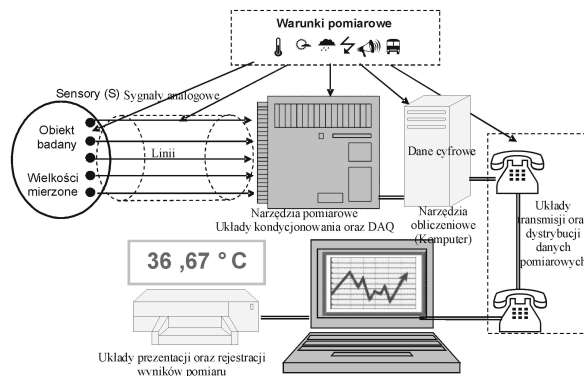 Warunki pomiarowe
Sensory (S)
Sygnały analogowe
Obiekt
badany
Linii
Wielkości
mierzone
Dane cyfrowe
Narzędzia pomiarowe
Układy kondycjonowania oraz DAQ
Narzędzia
obliczeniowe
(Komputer)
Układy
transmisji ora
dystrybucji
danych
pomiarowych
36 ,67 ° C
Układy prezentacji oraz rejestracji
wyników pomiaru